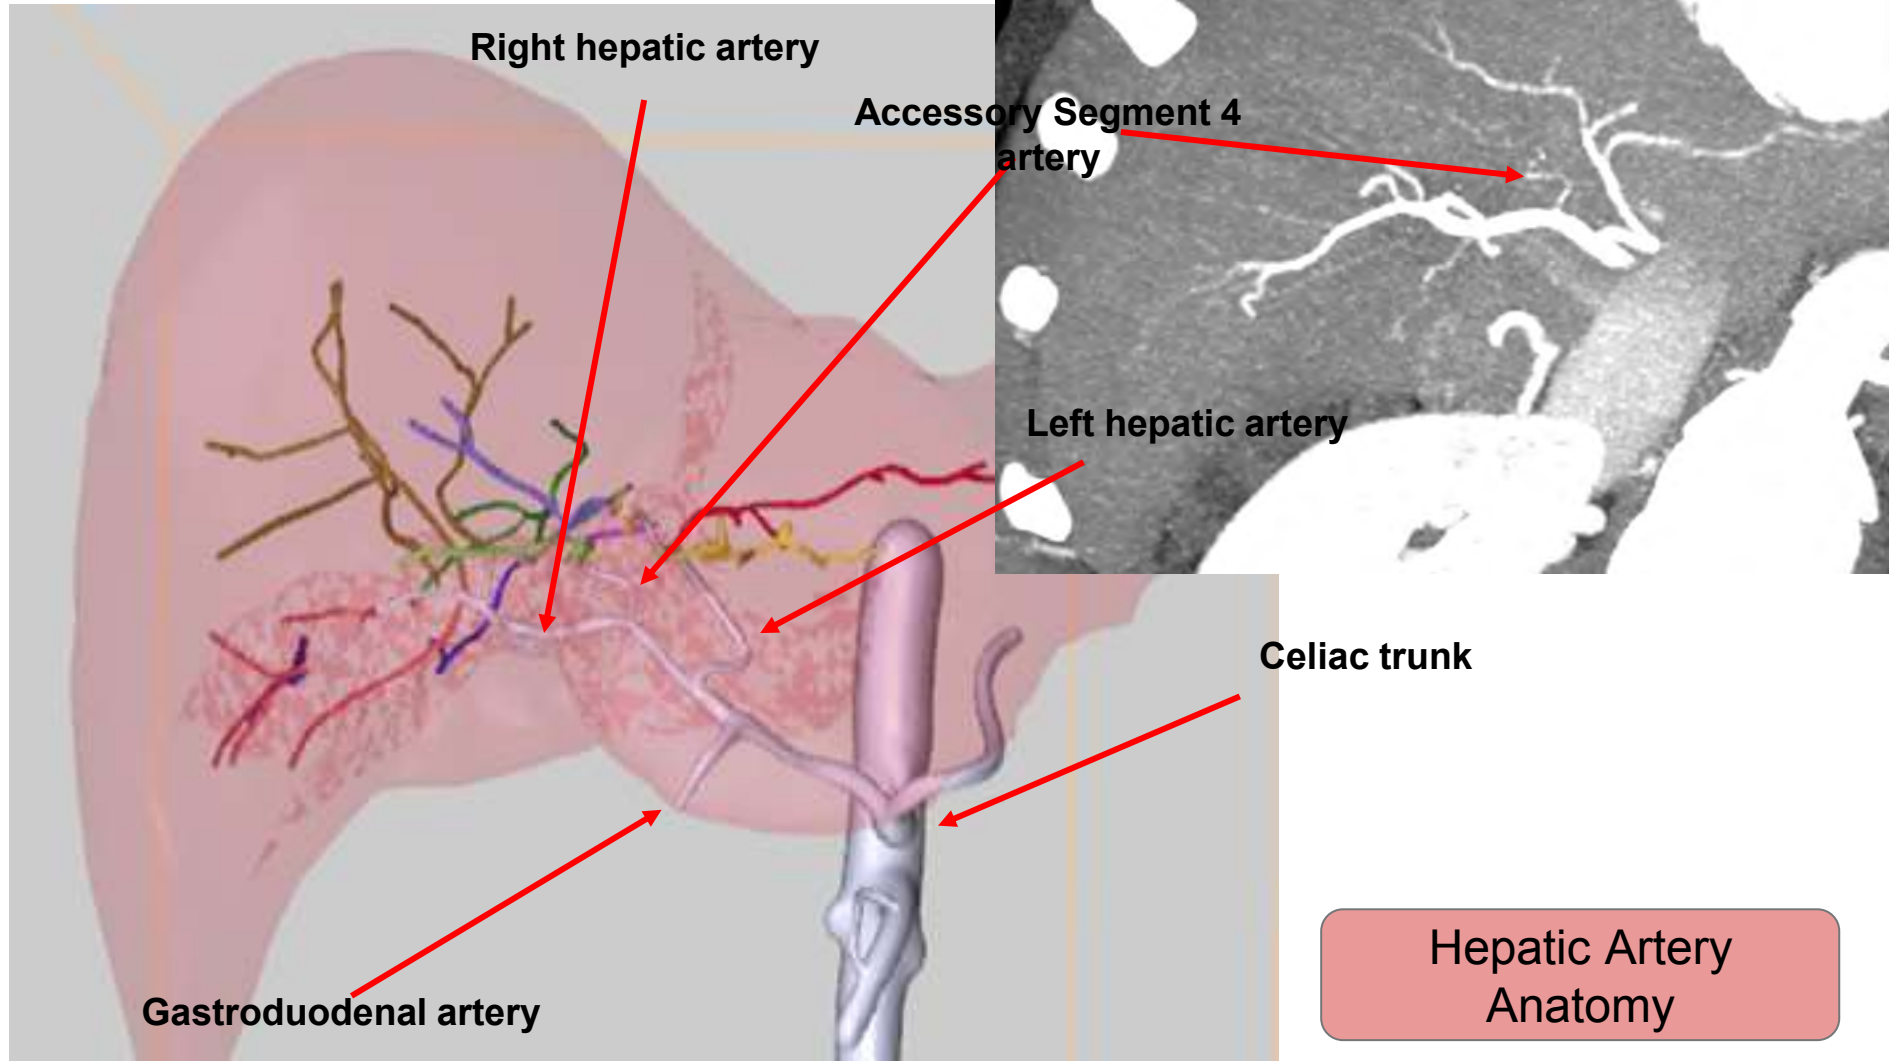 Right hepatic artery
Accessory Segment 4
artery
Left hepatic artery
Celiac trunk
Gastroduodenal artery
Hepatic Artery
Anatomy